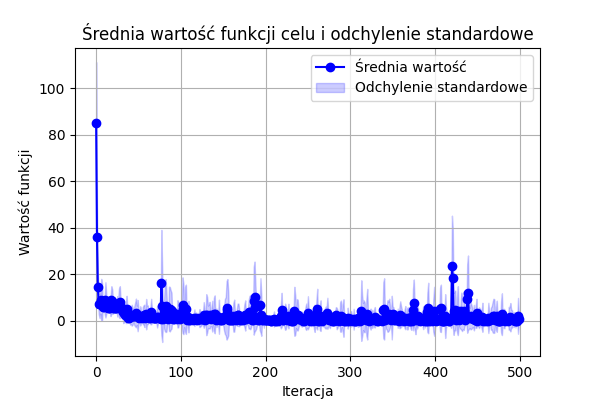 Średnia wartość funkcji celu i odchylenie standardowe
Średnia wartość
Odchylenie standardowe
Wartość funkcji
100
80
60
40
20
0
0 100 200 300 400 500
Iteracja